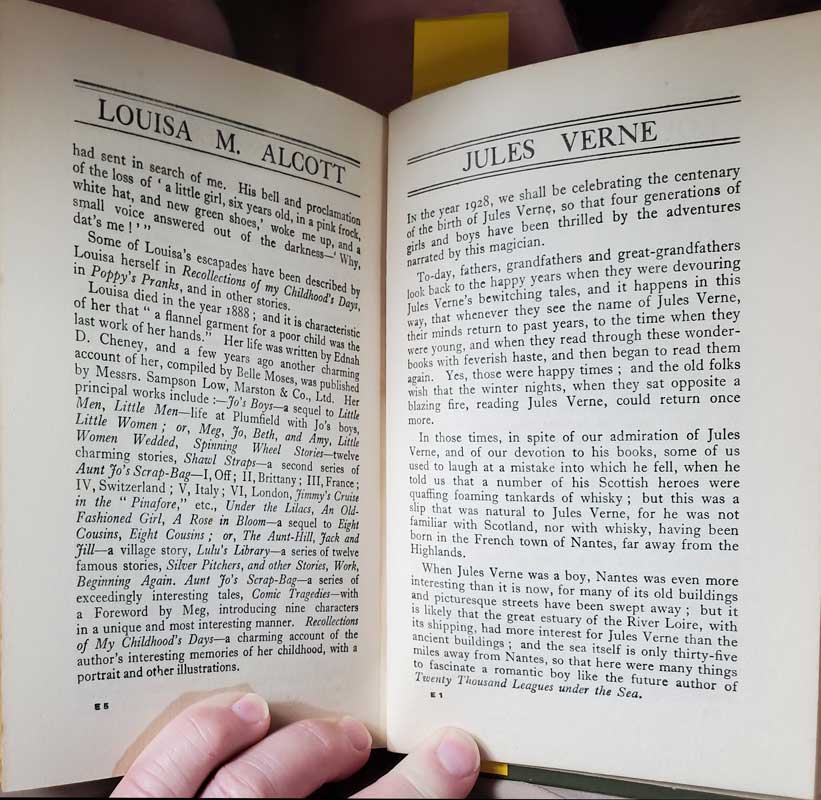 LOUISA M. ALCOTT
had sent in search of me. His bell and proclamation
of the loss of ‘ a little girl, six years old, in a pink frock,
white hat, and new green shoes,’ woke me up, and a
small voice answered out of the darkness—‘ Why,
dat’s me ! ’ ”
Some of Louisa’s escapades have been described by
Louisa herself in Recollections of my Childhood’s Days,
in Poppy’s Pranks, and in other stories.
Louisa died in the year 1888 ; and it is characteristic
of her that “ a flannel garment for a poor child was the
last work of her hands.” Her life was written by Ednah
D. Cheney, and a few years ago another charming
account of her, compiled by Belle Moses, was published
by Messrs. Sampson Low, Marston & Co., Ltd. Her
principal works include :—Jo’s Boys—a sequel to Little
Men, Little Men—life at Plumfield with Jo’s boys,
Little Women ; or, Meg, Jo, Beth, and Amy, Little
Women Wedded, Spinning Wheel Stories—twelve
charming stories, Shawl Straps—a second series of
Aunt Jo’s Scrap-Bag—I, Off ; II, Brittany ; III, France ;
IV, Switzerland ; V, Italy ; VI, London, Jimmy’s Cruise
in the “ Pinafore,” etc., Under the Lilacs, An Old-
Fashioned Girl, A Rose in Bloom—a sequel to Eight
Cousins, Eight Cousins ; or, The Aunt-Hill, Jack and
Jill—a village story, Lulu’s Library—a series of twelve
famous stories, Silver Pitchers, and other Stories, Work,
Beginning Again. Aunt Jo’s Scrap-Bag—a series of
exceedingly interesting tales, Comic Tragedies—with
a Foreword by Meg, introducing nine characters
in a unique and most interesting manner. Recollections
of My Childhood’s Days—a charming account of the
author’s interesting memories of her childhood, with a
portrait and other illustrations.
E 5
JULES VERNE
In the year 1928, we shall be celebrating the centenary
of the birth of Jules Verne, so that four generations of
girls and boys have been thrilled by the adventures
narrated by this magician.
To-day, fathers, grandfathers and great-grandfathers
look back to the happy years when they were devouring
Jules Verne’s bewitching tales, and it happens in this
way, that whenever they see the name of Jules Verne,
their minds return to past years, to the time when they
were young, and when they read through these wonder-
books with feverish haste, and then began to read them
again. Yes, those were happy times ; and the old folks
wish that the winter nights, when they sat opposite a
blazing fire, reading Jules Verne, could return once
more.
In those times, in spite of our admiration of Jules
Verne, and of our devotion to his books, some of us
used to laugh at a mistake into which he fell, when he
told us that a number of his Scottish heroes were
quaffing foaming tankards of whisky ; but this was a
slip that was natural to Jules Verne, for he was not
familiar with Scotland, nor with whisky, having been
born in the French town of Nantes, far away from the
Highlands.
When Jules Verne was a boy, Nantes was even more
interesting than it is now, for many of its old buildings
and picturesque streets have been swept away ; but it
is likely that the great estuary of the River Loire, with
its shipping, had more interest for Jules Verne than the
ancient buildings ; and the sea itself is only thirty-five
miles away from Nantes, so that here were many things
to fascinate a romantic boy like the future author of
Twenty Thousand Leagues under the Sea.
E 1